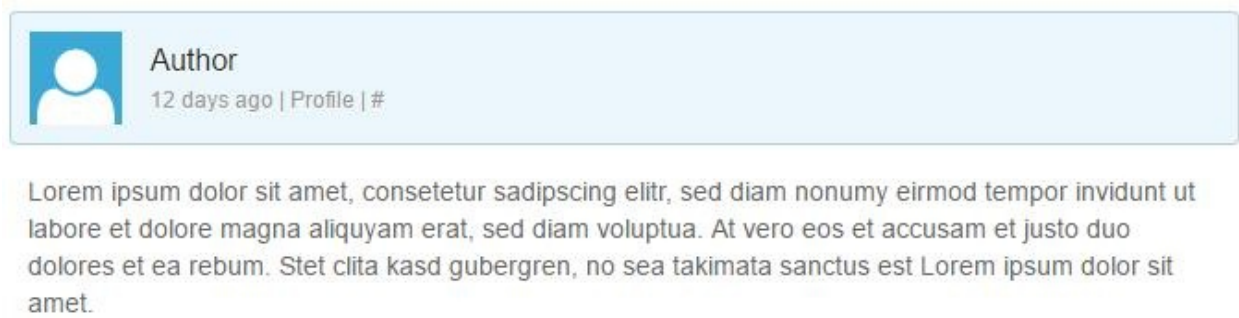 Author
12 days ago | Profile | #
Lorem ipsum dolor sit amet, consetetur sadipscing elitr, sed diam nonumy eirmod tempor invidunt ut
labore et dolore magna aliquyam erat, sed diam voluptua. At vero eos et accusam et justo duo
dolores et ea rebum. Stet clita kasd gubergren, no sea takimata sanctus est Lorem ipsum dolor sit
amet.